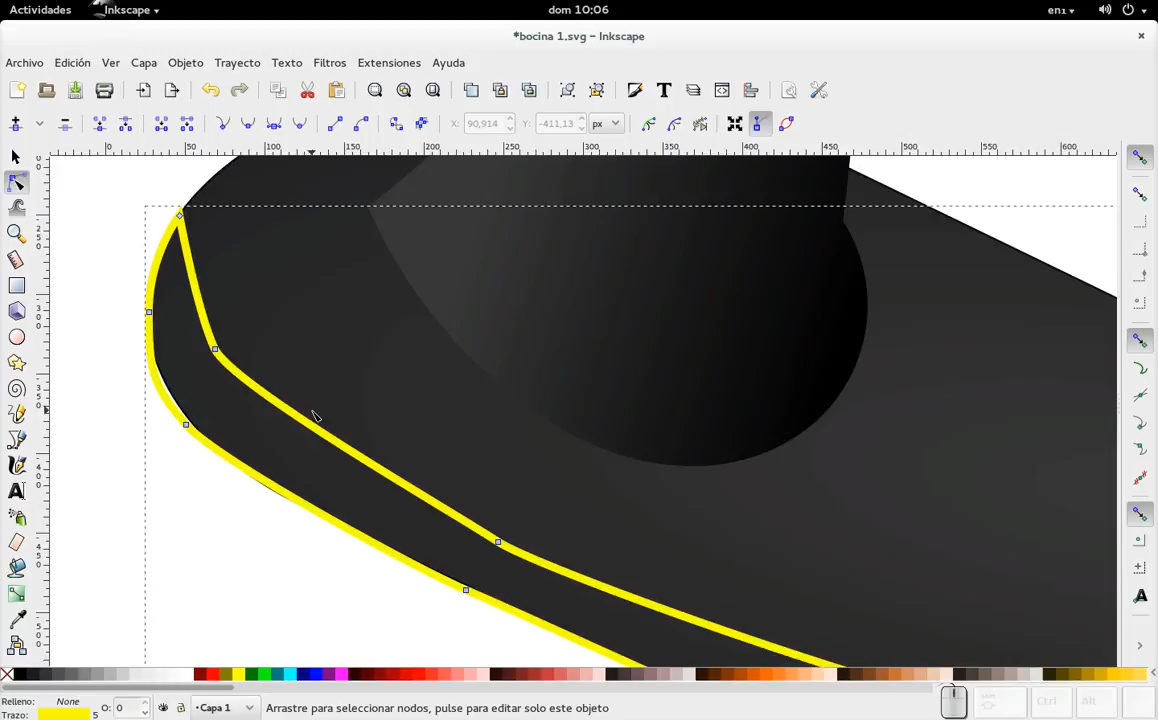 Actividades Inkscape dom 10:06 en1
*bocina 1.svg – Inkscape
Archivo Edición Ver Capa Objeto Trayecto Texto Filtros Extensiones Ayuda
X: 90,914 Y: -411,13 px
0 50 100 150 200 250 300 350 400 450 500 550 600
Relleno: None
Trazo: 5
O: 0
•Capa 1
Arrastre para seleccionar nodos, pulse para editar solo este objeto
Ctrl Alt